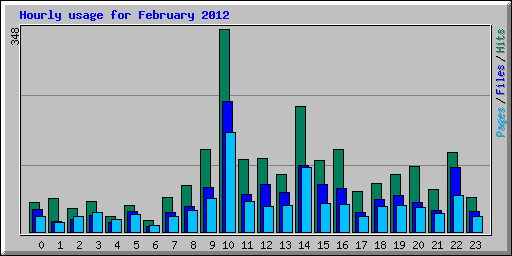 Hourly usage for February 2012
348
Pages / Files / Hits
0 1 2 3 4 5 6 7 8 9 10 11 12 13 14 15 16 17 18 19 20 21 22 23